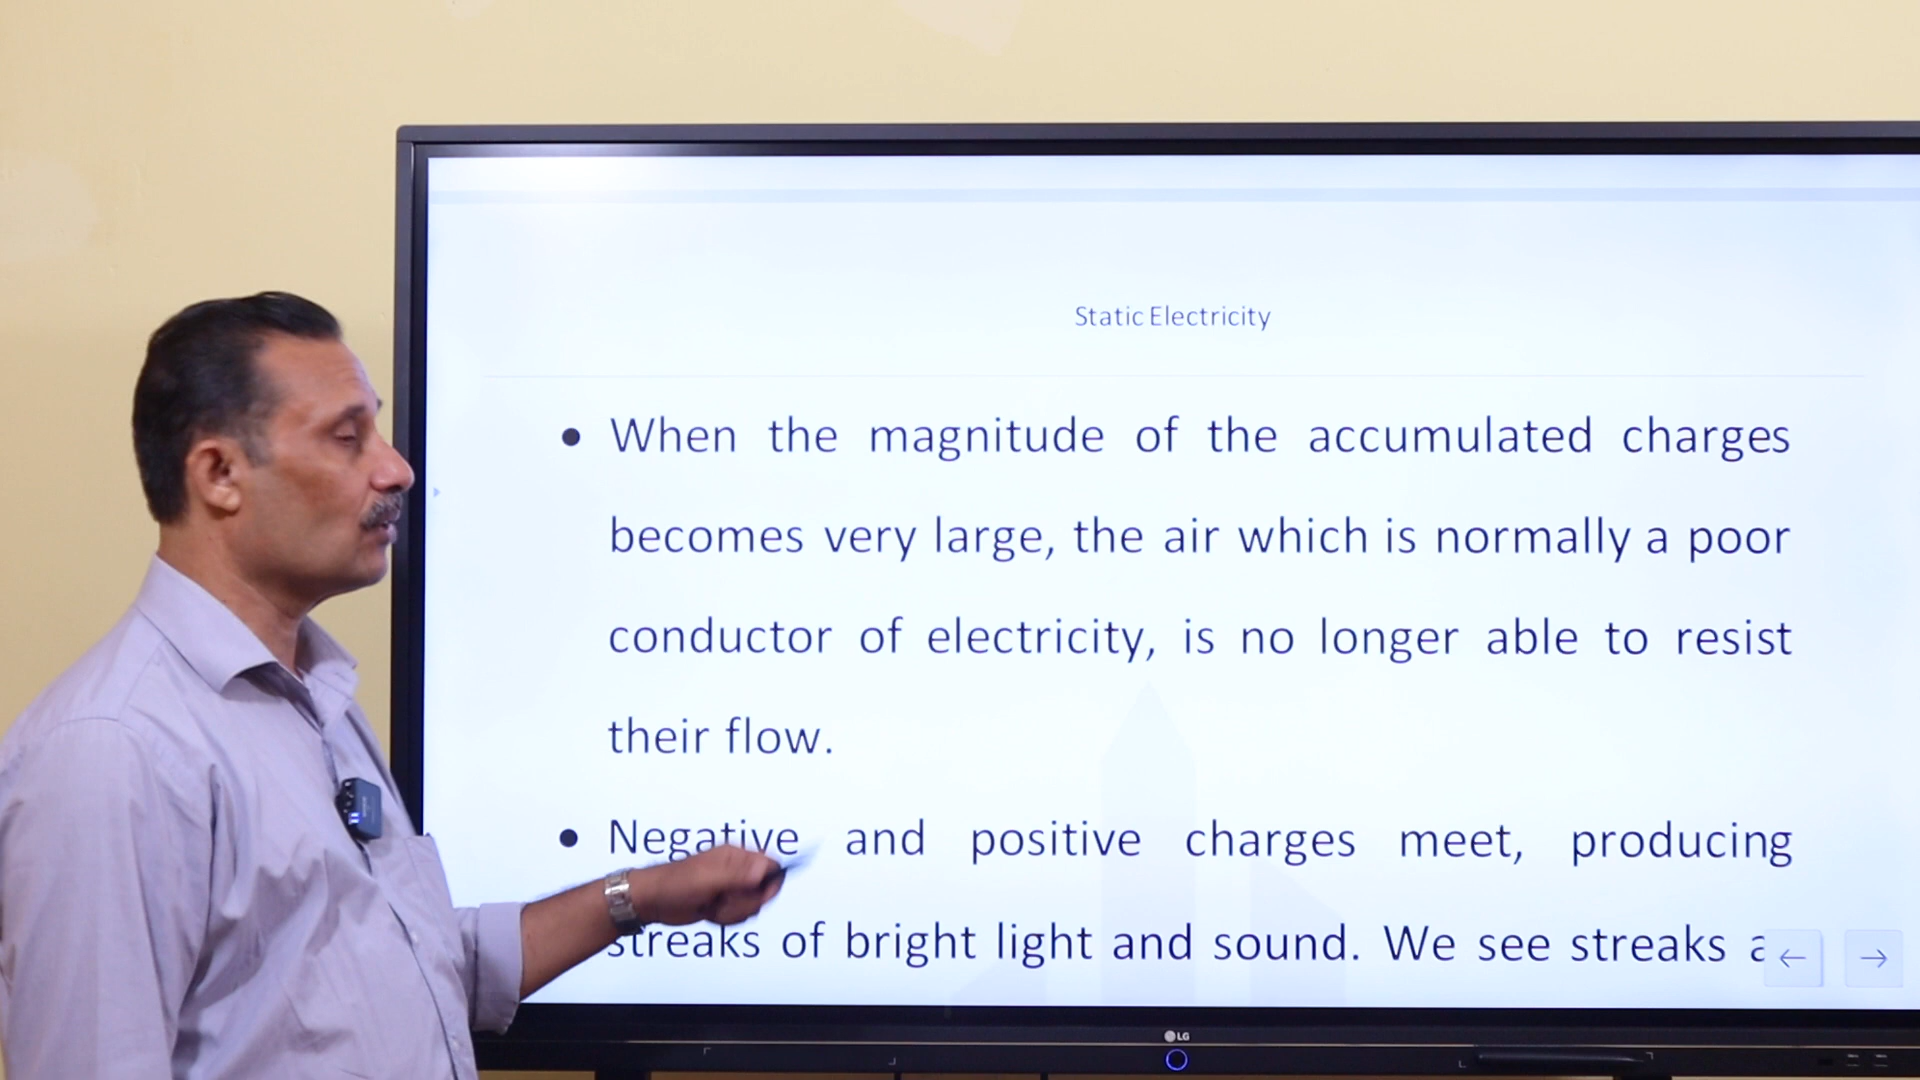 Static Electricity
• When the magnitude of the accumulated charges
becomes very large, the air which is normally a poor
conductor of electricity, is no longer able to resist
their flow.
• Negative and positive charges meet, producing
streaks of bright light and sound. We see streaks a
LG